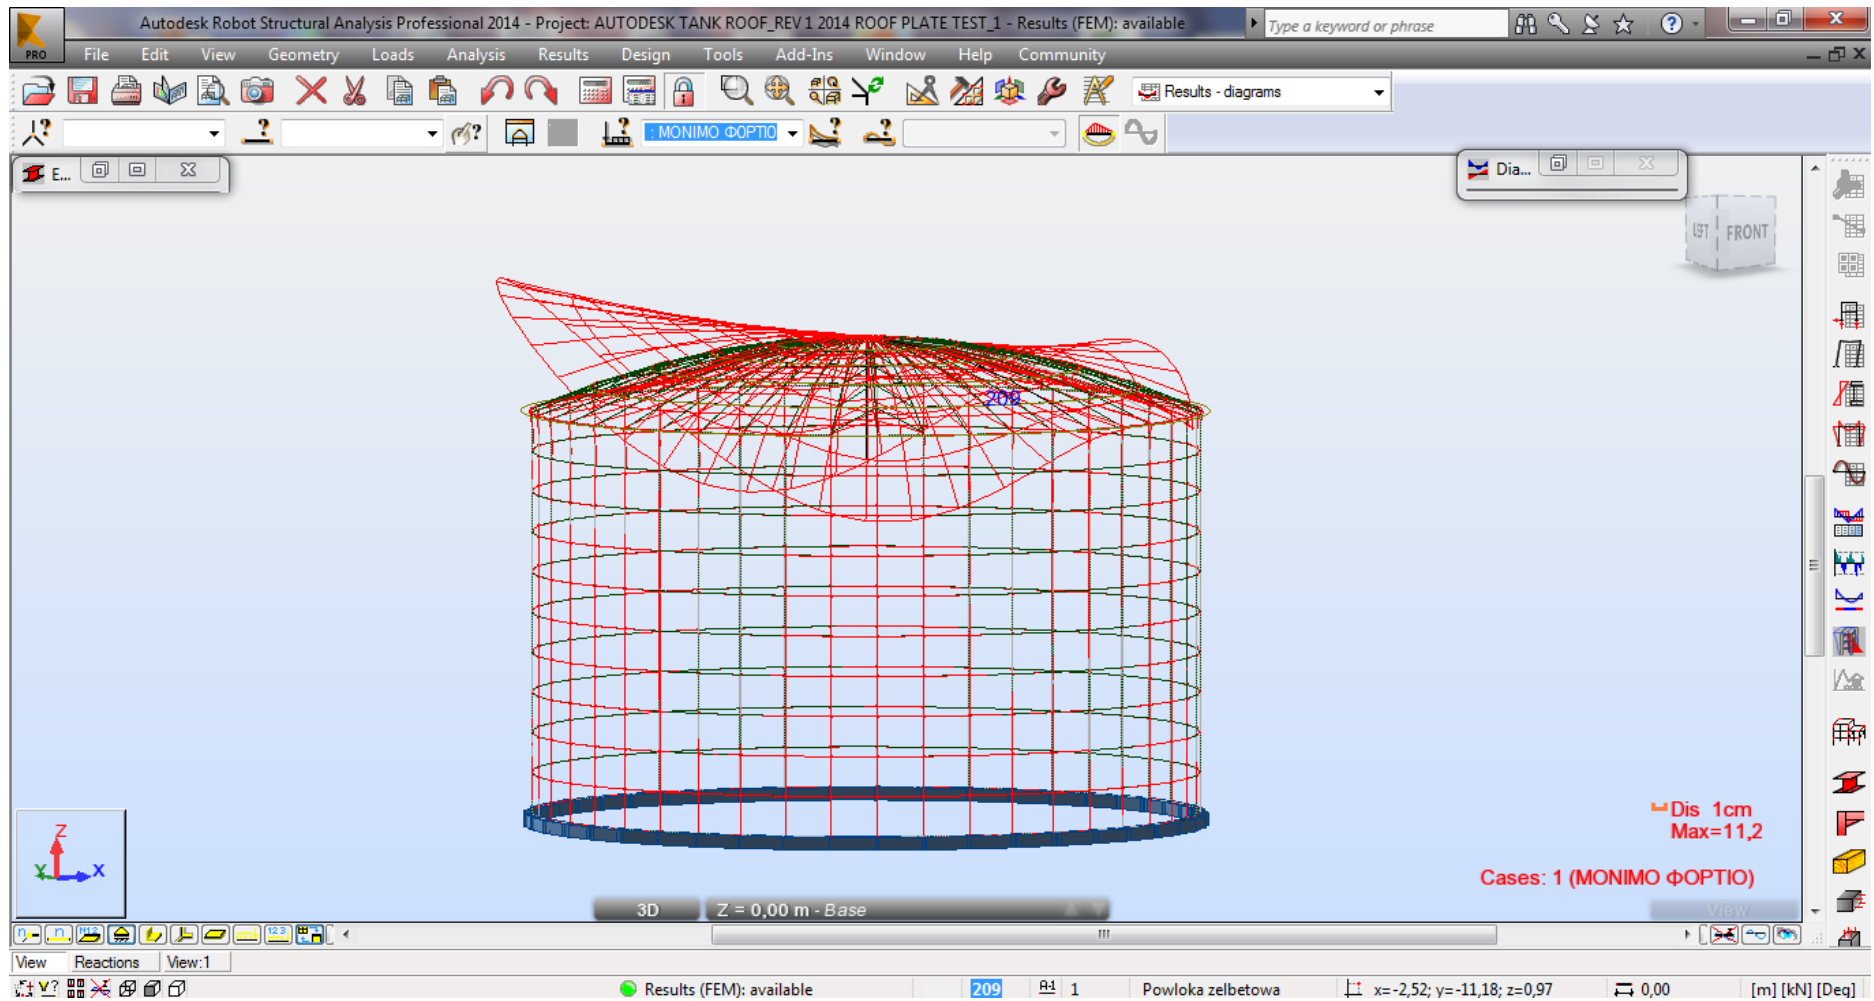 Autodesk Robot Structural Analysis Professional 2014 - Project: AUTODESK TANK ROOF_REV 1 2014 ROOF PLATE TEST_1 - Results (FEM): available
Type a keyword or phrase
PRO
File Edit View Geometry Loads Analysis Results Design Tools Add-Ins Window Help Community
Results - diagrams
: ΜΟΝΙΜΟ ΦΟΡΤΙΟ
E...
Dia...
LEFT FRONT
209
Dis 1cm
Max=11,2
Cases: 1 (ΜΟΝΙΜΟ ΦΟΡΤΙΟ)
Z
Y X
3D Z = 0,00 m - Base
View
View Reactions View:1
Results (FEM): available 209 1 Powloka zelbetowa x=-2,52; y=-11,18; z=0,97 0,00 [m] [kN] [Deg]